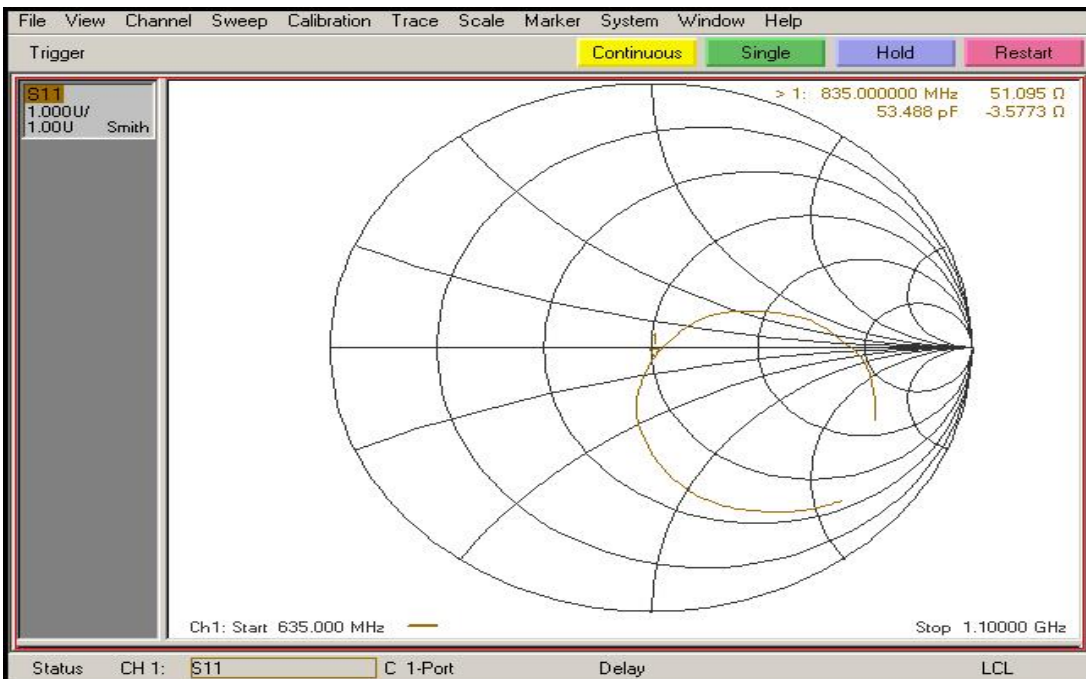 File View Channel Sweep Calibration Trace Scale Marker System Window Help
Trigger Continuous Single Hold Restart
S11
1.000U/
1.00U Smith
> 1: 835.000000 MHz 51.095 Ω
53.488 pF -3.5773 Ω
1
Ch1: Start 635.000 MHz Stop 1.10000 GHz
Status CH 1: S11 C 1-Port Delay LCL